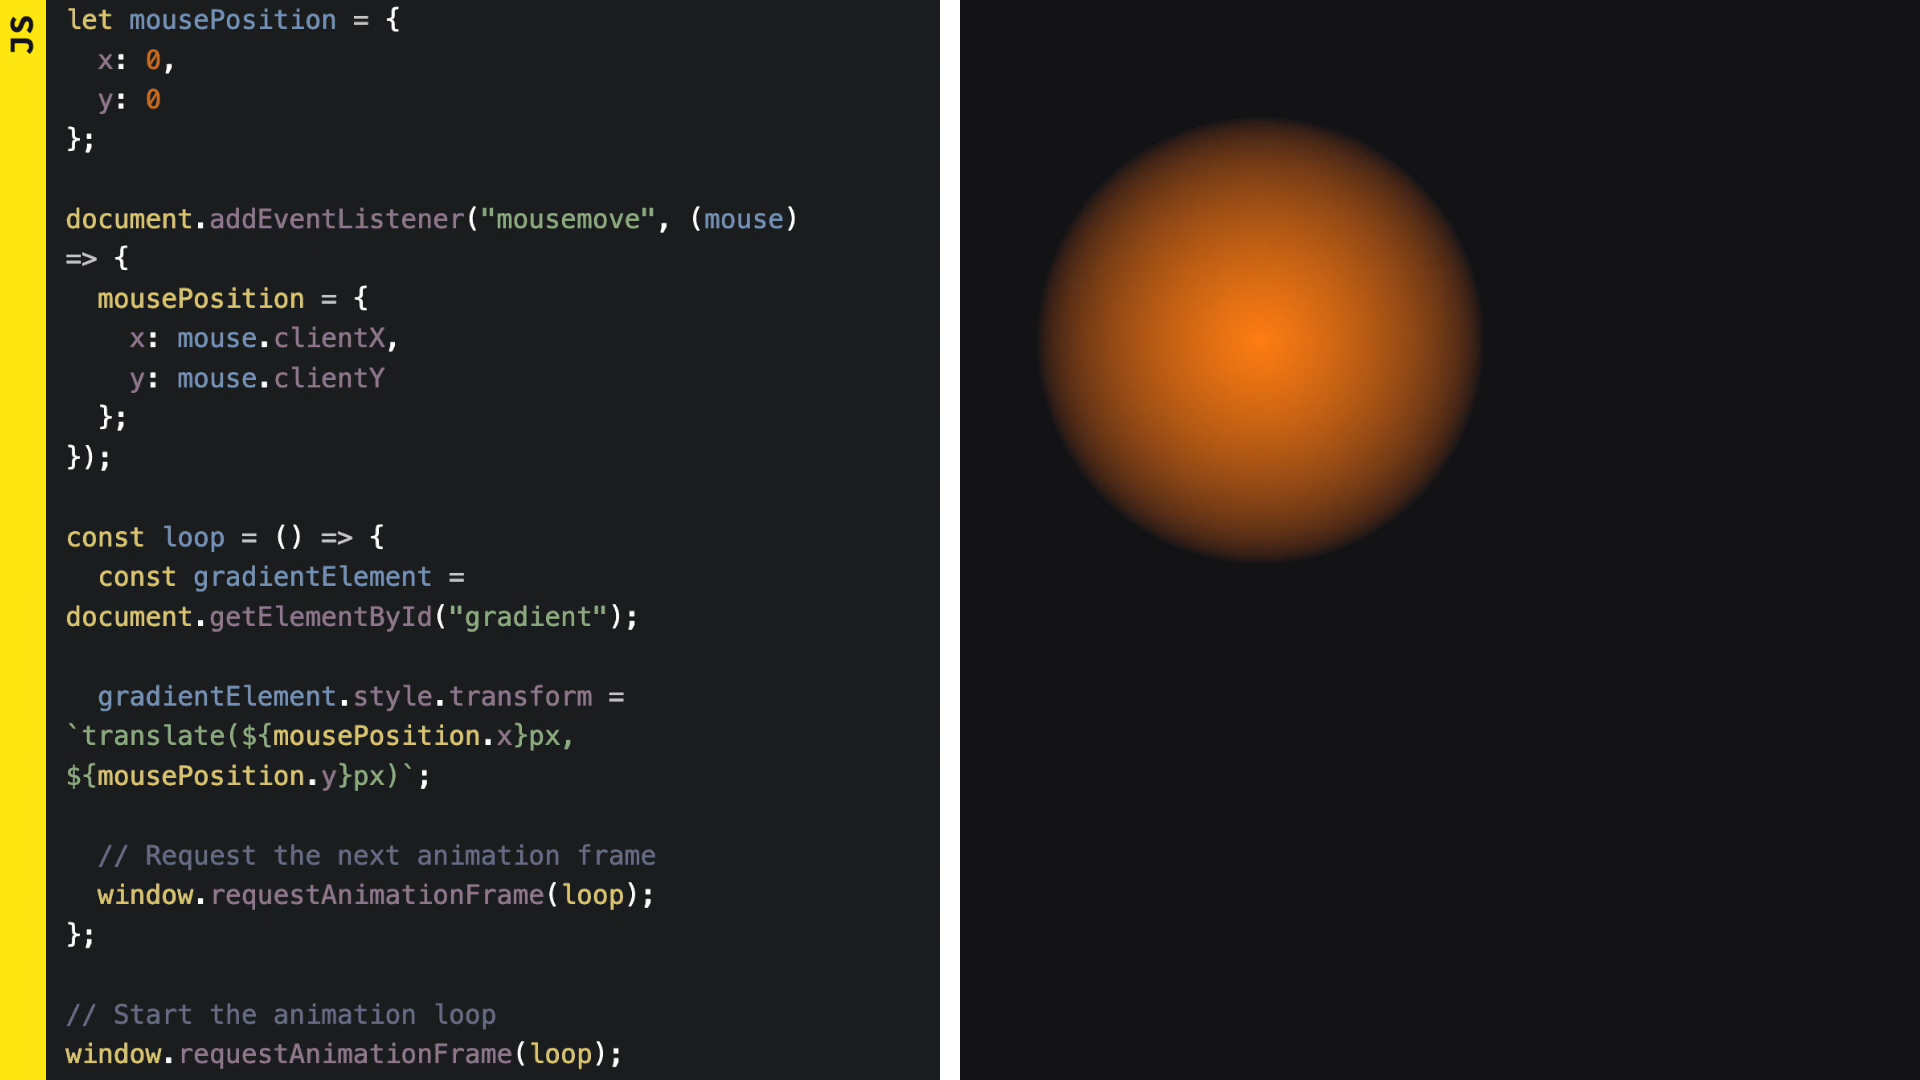 JS
let mousePosition = {
  x: 0,
  y: 0
};

document.addEventListener("mousemove", (mouse)
=> {
  mousePosition = {
    x: mouse.clientX,
    y: mouse.clientY
  };
});

const loop = () => {
  const gradientElement =
document.getElementById("gradient");

  gradientElement.style.transform =
`translate(${mousePosition.x}px,
${mousePosition.y}px)`;

  // Request the next animation frame
  window.requestAnimationFrame(loop);
};

// Start the animation loop
window.requestAnimationFrame(loop);